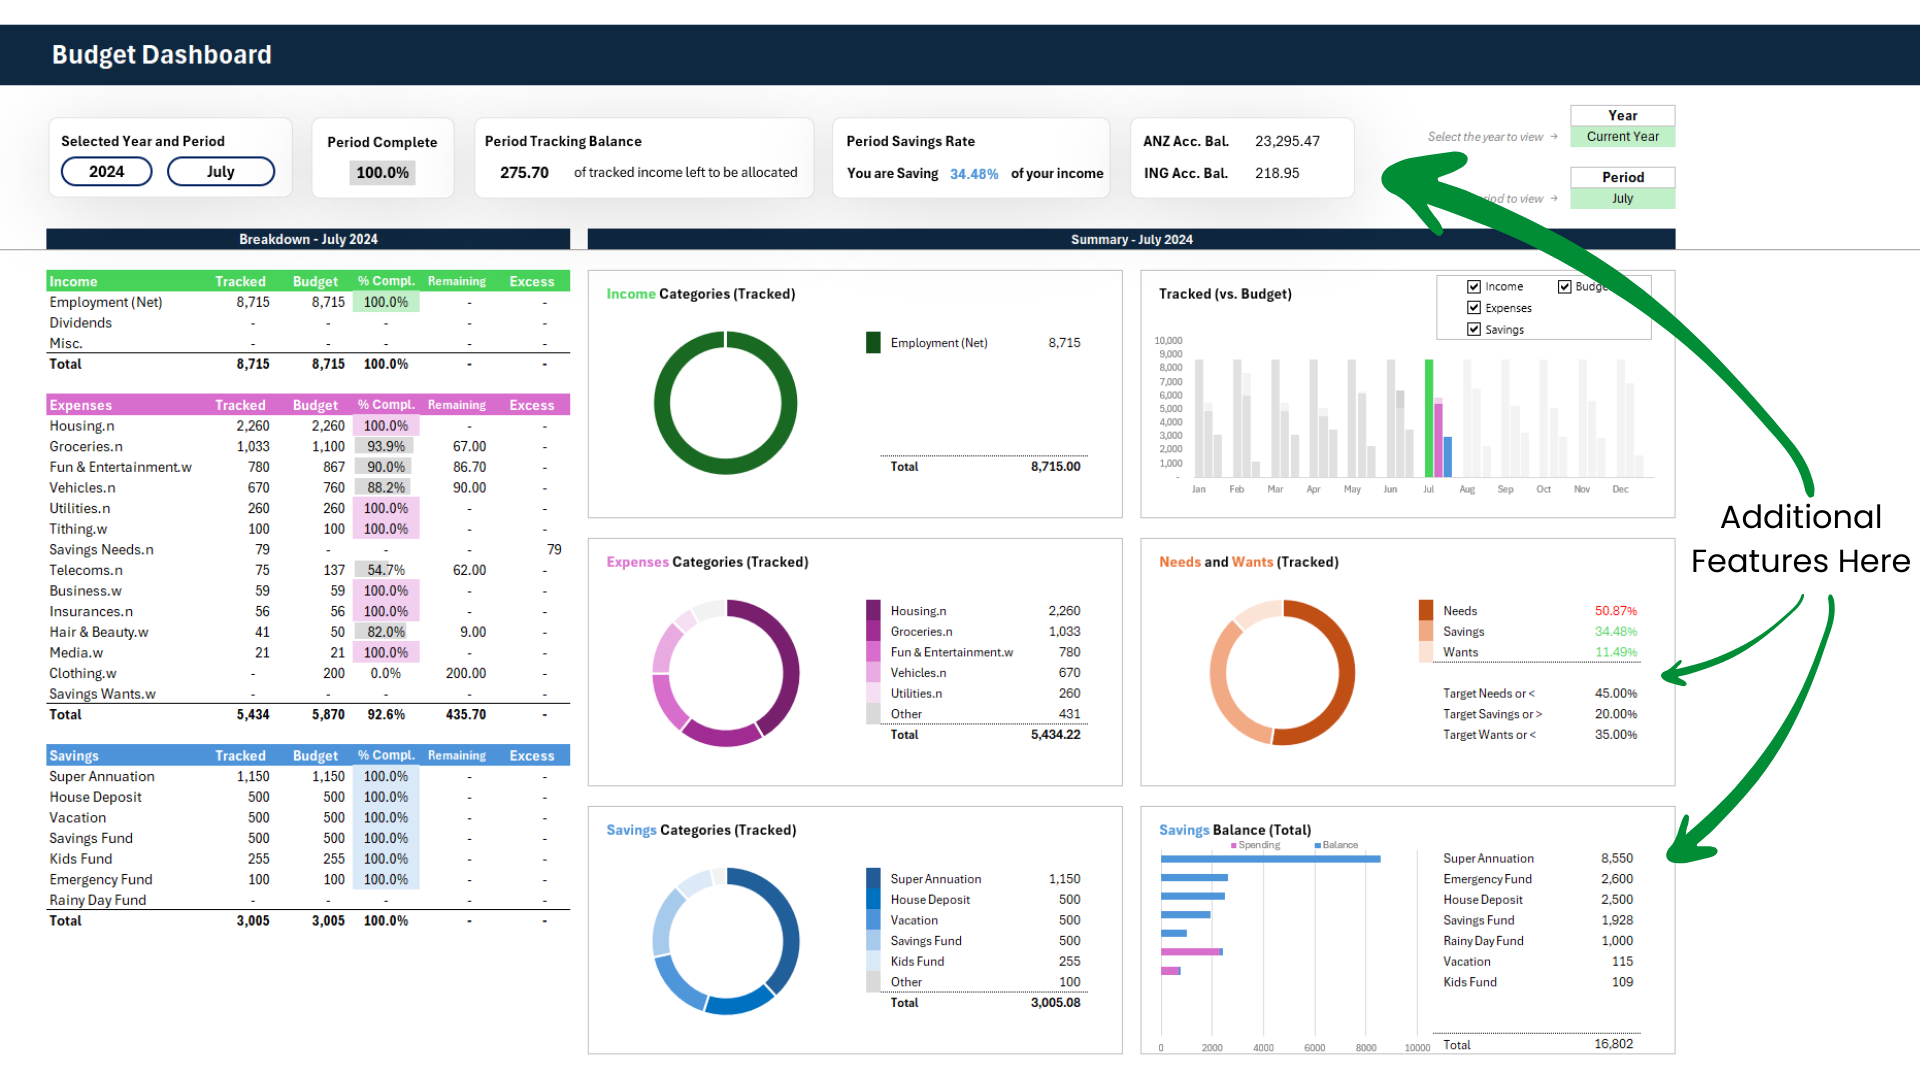 Budget Dashboard
Selected Year and Period
2024 July
Period Complete
100.0%
Period Tracking Balance
275.70 of tracked income left to be allocated
Period Savings Rate
You are Saving 34.48% of your income
ANZ Acc. Bal. 23,295.47
ING Acc. Bal. 218.95
Year
Select the year to view → Current Year
Period
to view → July
Breakdown - July 2024
Summary - July 2024
Income Tracked Budget % Compl. Remaining Excess
Employment (Net) 8,715 8,715 100.0% - -
Dividends - - - - -
Misc. - - - - -
Total 8,715 8,715 100.0% - -
Expenses Tracked Budget % Compl. Remaining Excess
Housing.n 2,260 2,260 100.0% - -
Groceries.n 1,033 1,100 93.9% 67.00 -
Fun & Entertainment.w 780 867 90.0% 86.70 -
Vehicles.n 670 760 88.2% 90.00 -
Utilities.n 260 260 100.0% - -
Tithing.w 100 100 100.0% - -
Savings Needs.n 79 - - - 79
Telecoms.n 75 137 54.7% 62.00 -
Business.w 59 59 100.0% - -
Insurances.n 56 56 100.0% - -
Hair & Beauty.w 41 50 82.0% 9.00 -
Media.w 21 21 100.0% - -
Clothing.w - 200 0.0% 200.00 -
Savings Wants.w - - - - -
Total 5,434 5,870 92.6% 435.70 -
Savings Tracked Budget % Compl. Remaining Excess
Super Annuation 1,150 1,150 100.0% - -
House Deposit 500 500 100.0% - -
Vacation 500 500 100.0% - -
Savings Fund 500 500 100.0% - -
Kids Fund 255 255 100.0% - -
Emergency Fund 100 100 100.0% - -
Rainy Day Fund - - - - -
Total 3,005 3,005 100.0% - -
Income Categories (Tracked)
Employment (Net) 8,715
Total 8,715.00
Tracked (vs. Budget)
Income
Expenses
Savings
10,000
9,000
8,000
7,000
6,000
5,000
4,000
3,000
2,000
1,000
-
Jan Feb Mar Apr May Jun Jul Aug Sep Oct Nov Dec
Expenses Categories (Tracked)
Housing.n 2,260
Groceries.n 1,033
Fun & Entertainment.w 780
Vehicles.n 670
Utilities.n 260
Other 431
Total 5,434.22
Needs and Wants (Tracked)
Needs 50.87%
Savings 34.48%
Wants 11.49%
Target Needs or < 45.00%
Target Savings or > 20.00%
Target Wants or < 35.00%
Savings Categories (Tracked)
Super Annuation 1,150
House Deposit 500
Vacation 500
Savings Fund 500
Kids Fund 255
Other 100
Total 3,005.08
Savings Balance (Total)
Spending Balance
Super Annuation 8,550
Emergency Fund 2,600
House Deposit 2,500
Savings Fund 1,928
Rainy Day Fund 1,000
Vacation 115
Kids Fund 109
0 2000 4000 6000 8000 10000
Total 16,802
Additional
Features Here